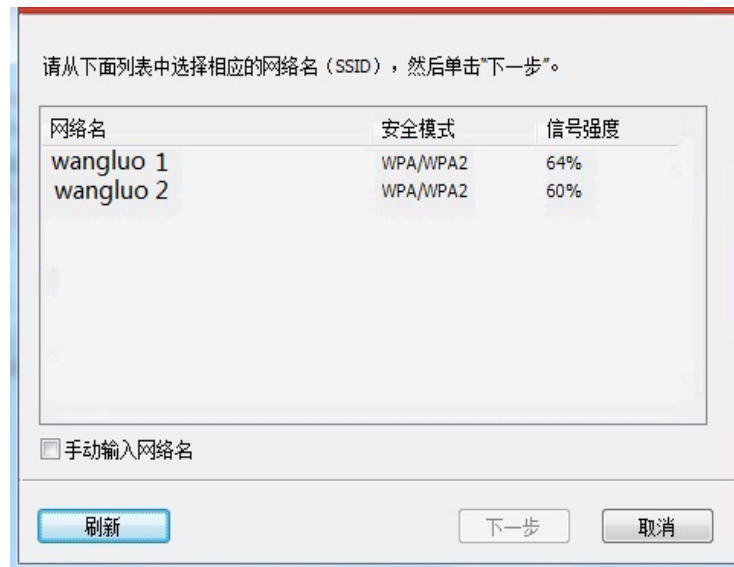 请从下面列表中选择相应的网络名（SSID），然后单击"下一步"。
网络名 安全模式 信号强度
wangluo 1 WPA/WPA2 64%
wangluo 2 WPA/WPA2 60%
手动输入网络名
刷新 下一步 取消